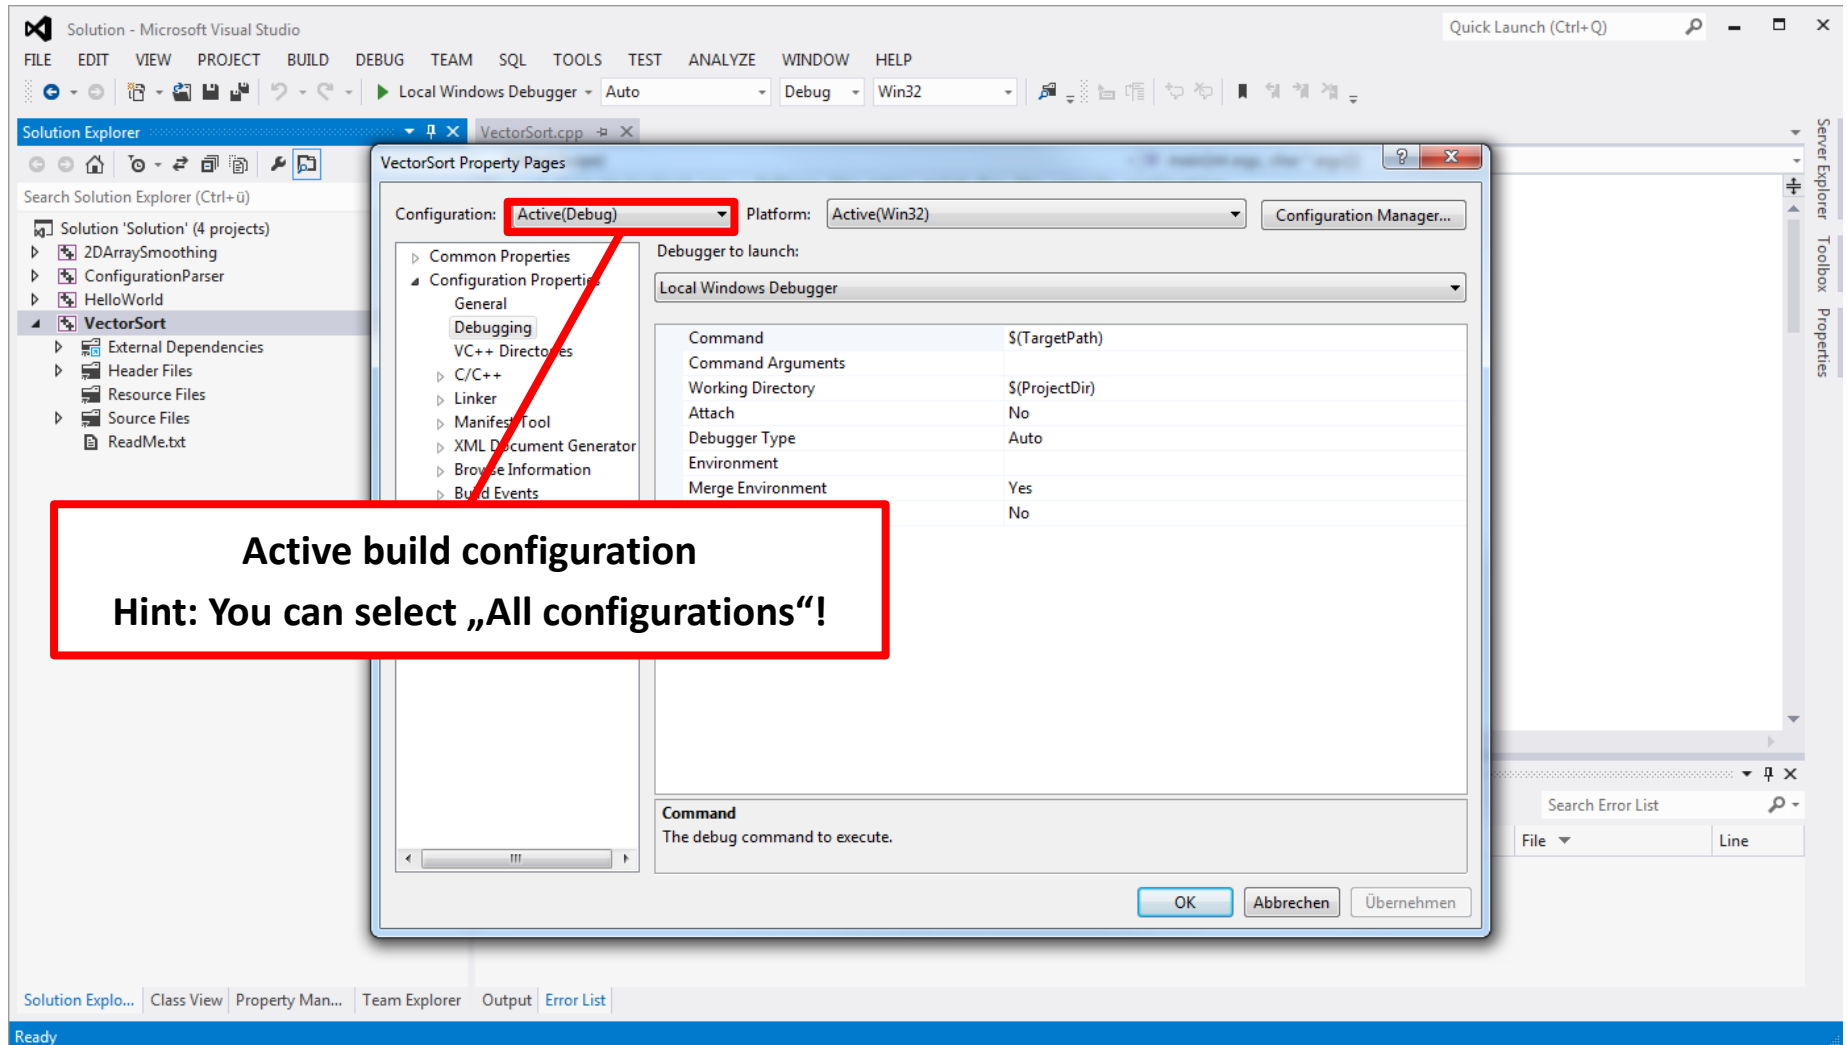 Solution - Microsoft Visual Studio
Quick Launch (Ctrl+Q)
FILE EDIT VIEW PROJECT BUILD DEBUG TEAM SQL TOOLS TEST ANALYZE WINDOW HELP
Local Windows Debugger Auto Debug Win32
Solution Explorer
VectorSort.cpp
Search Solution Explorer (Ctrl+ü)
Solution 'Solution' (4 projects)
2DArraySmoothing
ConfigurationParser
HelloWorld
VectorSort
External Dependencies
Header Files
Resource Files
Source Files
ReadMe.txt
VectorSort Property Pages
Configuration: Active(Debug) Platform: Active(Win32) Configuration Manager...
Common Properties
Configuration Properties
General
Debugging
VC++ Directories
C/C++
Linker
Manifest Tool
XML Document Generator
Browse Information
Build Events
Debugger to launch:
Local Windows Debugger
Command $(TargetPath)
Command Arguments
Working Directory $(ProjectDir)
Attach No
Debugger Type Auto
Environment
Merge Environment Yes
No
Active build configuration
Hint: You can select „All configurations“!
Command
The debug command to execute.
OK Abbrechen Übernehmen
Server Explorer
Toolbox
Properties
Search Error List
File Line
Solution Explo... Class View Property Man... Team Explorer Output Error List
Ready